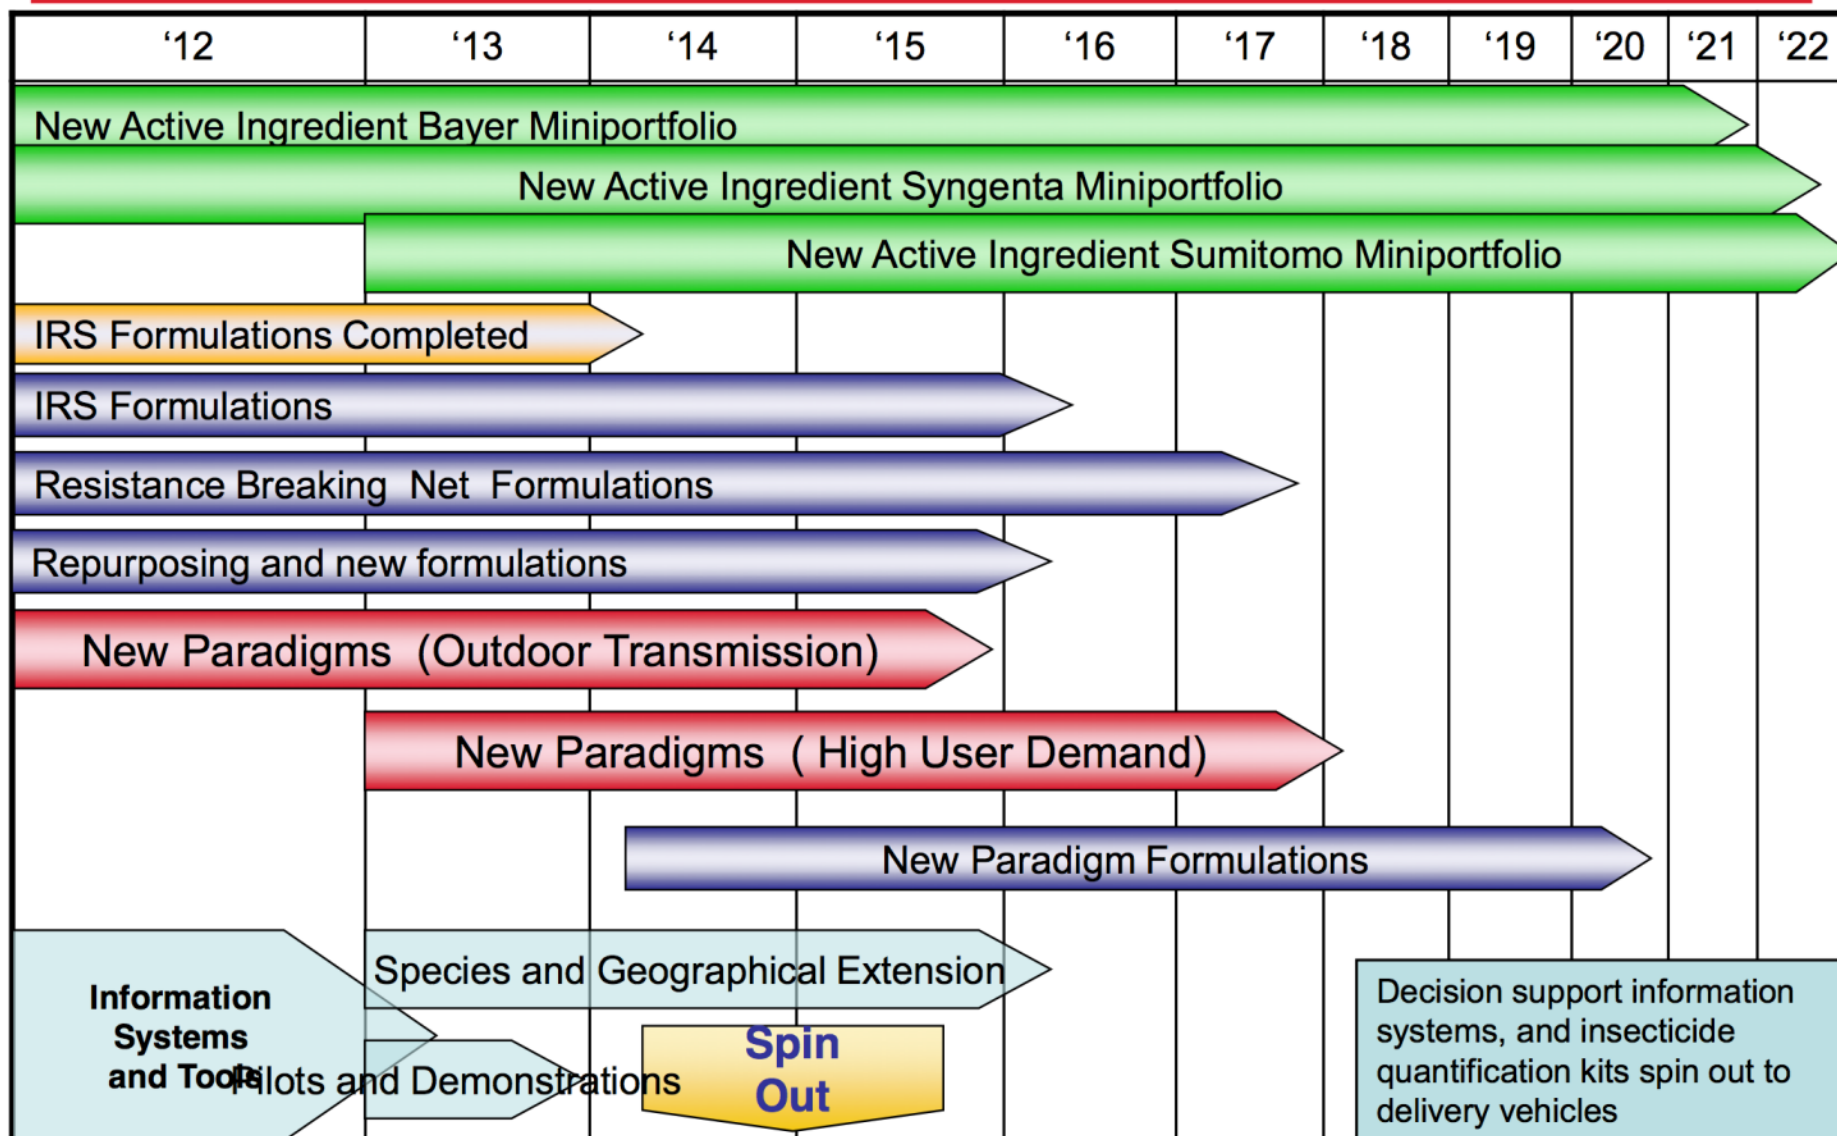 ‘12 ‘13 ‘14 ‘15 ‘16 ‘17 ‘18 ‘19 ‘20 ‘21 ‘22
New Active Ingredient Bayer Miniportfolio
New Active Ingredient Syngenta Miniportfolio
New Active Ingredient Sumitomo Miniportfolio
IRS Formulations Completed
IRS Formulations
Resistance Breaking Net Formulations
Repurposing and new formulations
New Paradigms (Outdoor Transmission)
New Paradigms ( High User Demand)
New Paradigm Formulations
Species and Geographical Extension
Information
Systems
and Tools
Pilots and Demonstrations
Spin
Out
Decision support information
systems, and insecticide
quantification kits spin out to
delivery vehicles